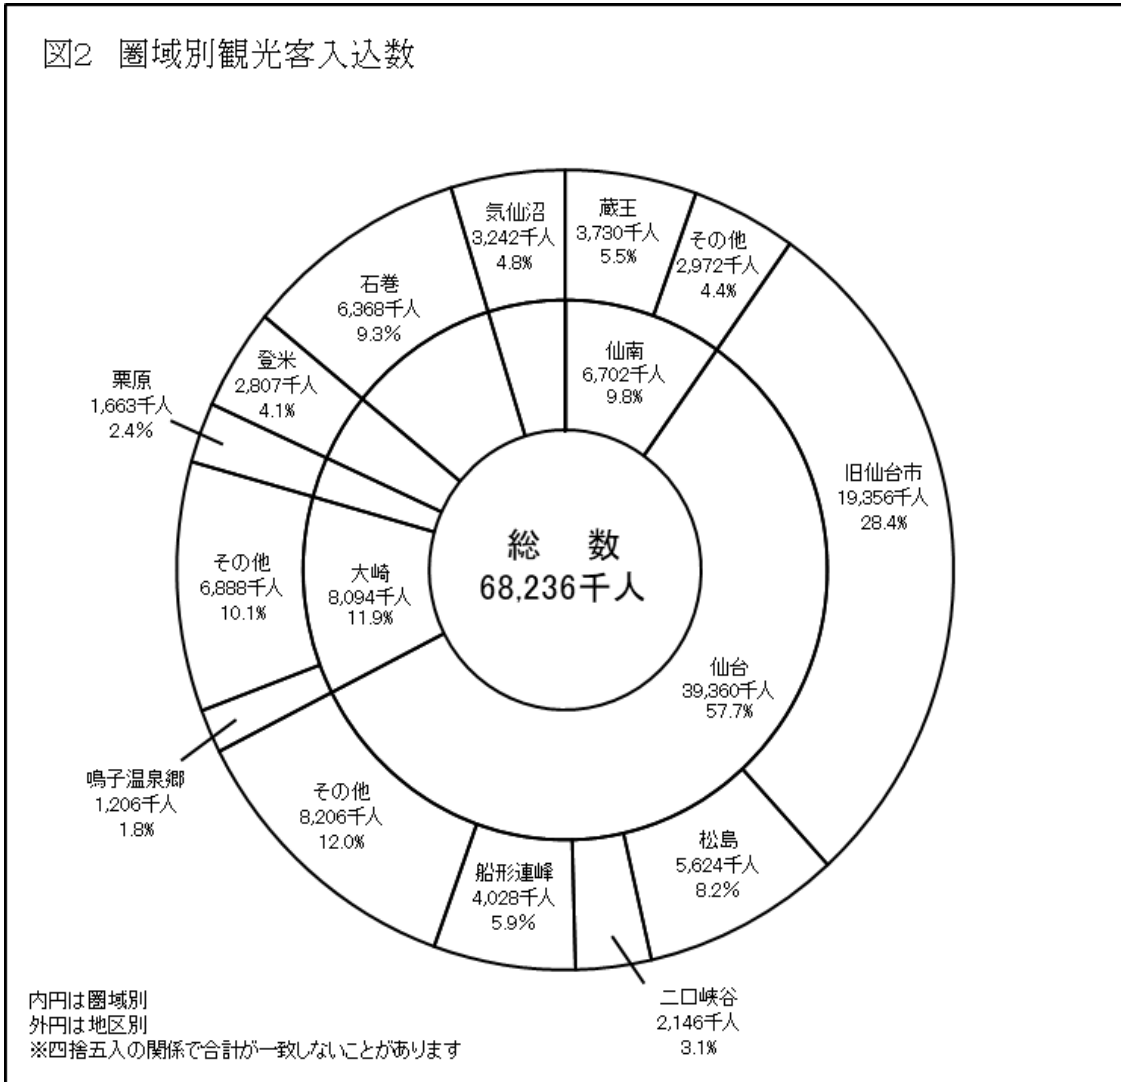 図2 圏域別観光客入込数
気仙沼
3,242千人
4.8%
蔵王
3,730千人
5.5%
その他
2,972千人
4.4%
石巻
6,368千人
9.3%
仙南
6,702千人
9.8%
登米
2,807千人
4.1%
栗原
1,663千人
2.4%
旧仙台市
19,356千人
28.4%
総 数
68,236千人
その他
6,888千人
10.1%
大崎
8,094千人
11.9%
仙台
39,360千人
57.7%
鳴子温泉郷
1,206千人
1.8%
その他
8,206千人
12.0%
松島
5,624千人
8.2%
船形連峰
4,028千人
5.9%
二口峡谷
2,146千人
3.1%
内円は圏域別
外円は地区別
※四捨五入の関係で合計が一致しないことがあります